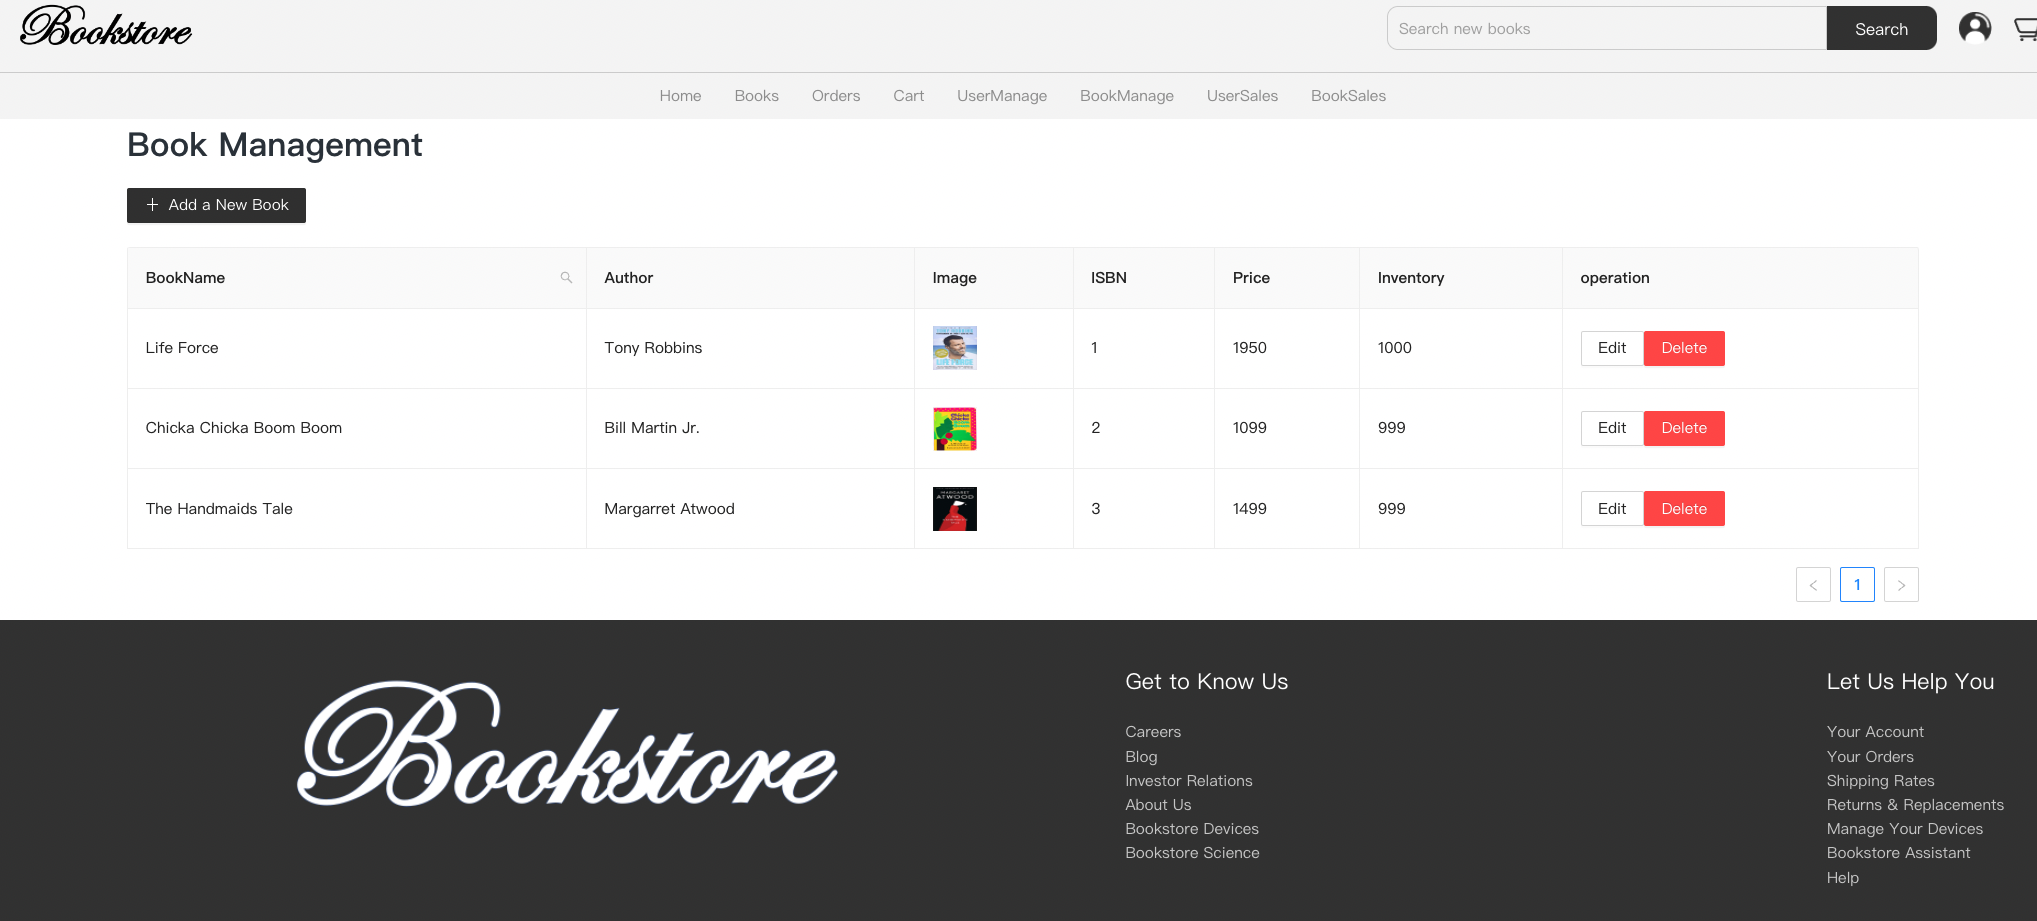 Bookstore
Search new books Search
Home Books Orders Cart UserManage BookManage UserSales BookSales
Book Management
+ Add a New Book
BookName Author Image ISBN Price Inventory operation
Life Force Tony Robbins 1 1950 1000 Edit Delete
LIFE FORCE
Chicka Chicka Boom Boom Bill Martin Jr. 2 1099 999 Edit Delete
MARGARET
ATWOOD
The Handmaids Tale Margarret Atwood 3 1499 999 Edit Delete
< 1 >
Bookstore
Get to Know Us
Careers
Blog
Investor Relations
About Us
Bookstore Devices
Bookstore Science
Let Us Help You
Your Account
Your Orders
Shipping Rates
Returns & Replacements
Manage Your Devices
Bookstore Assistant
Help